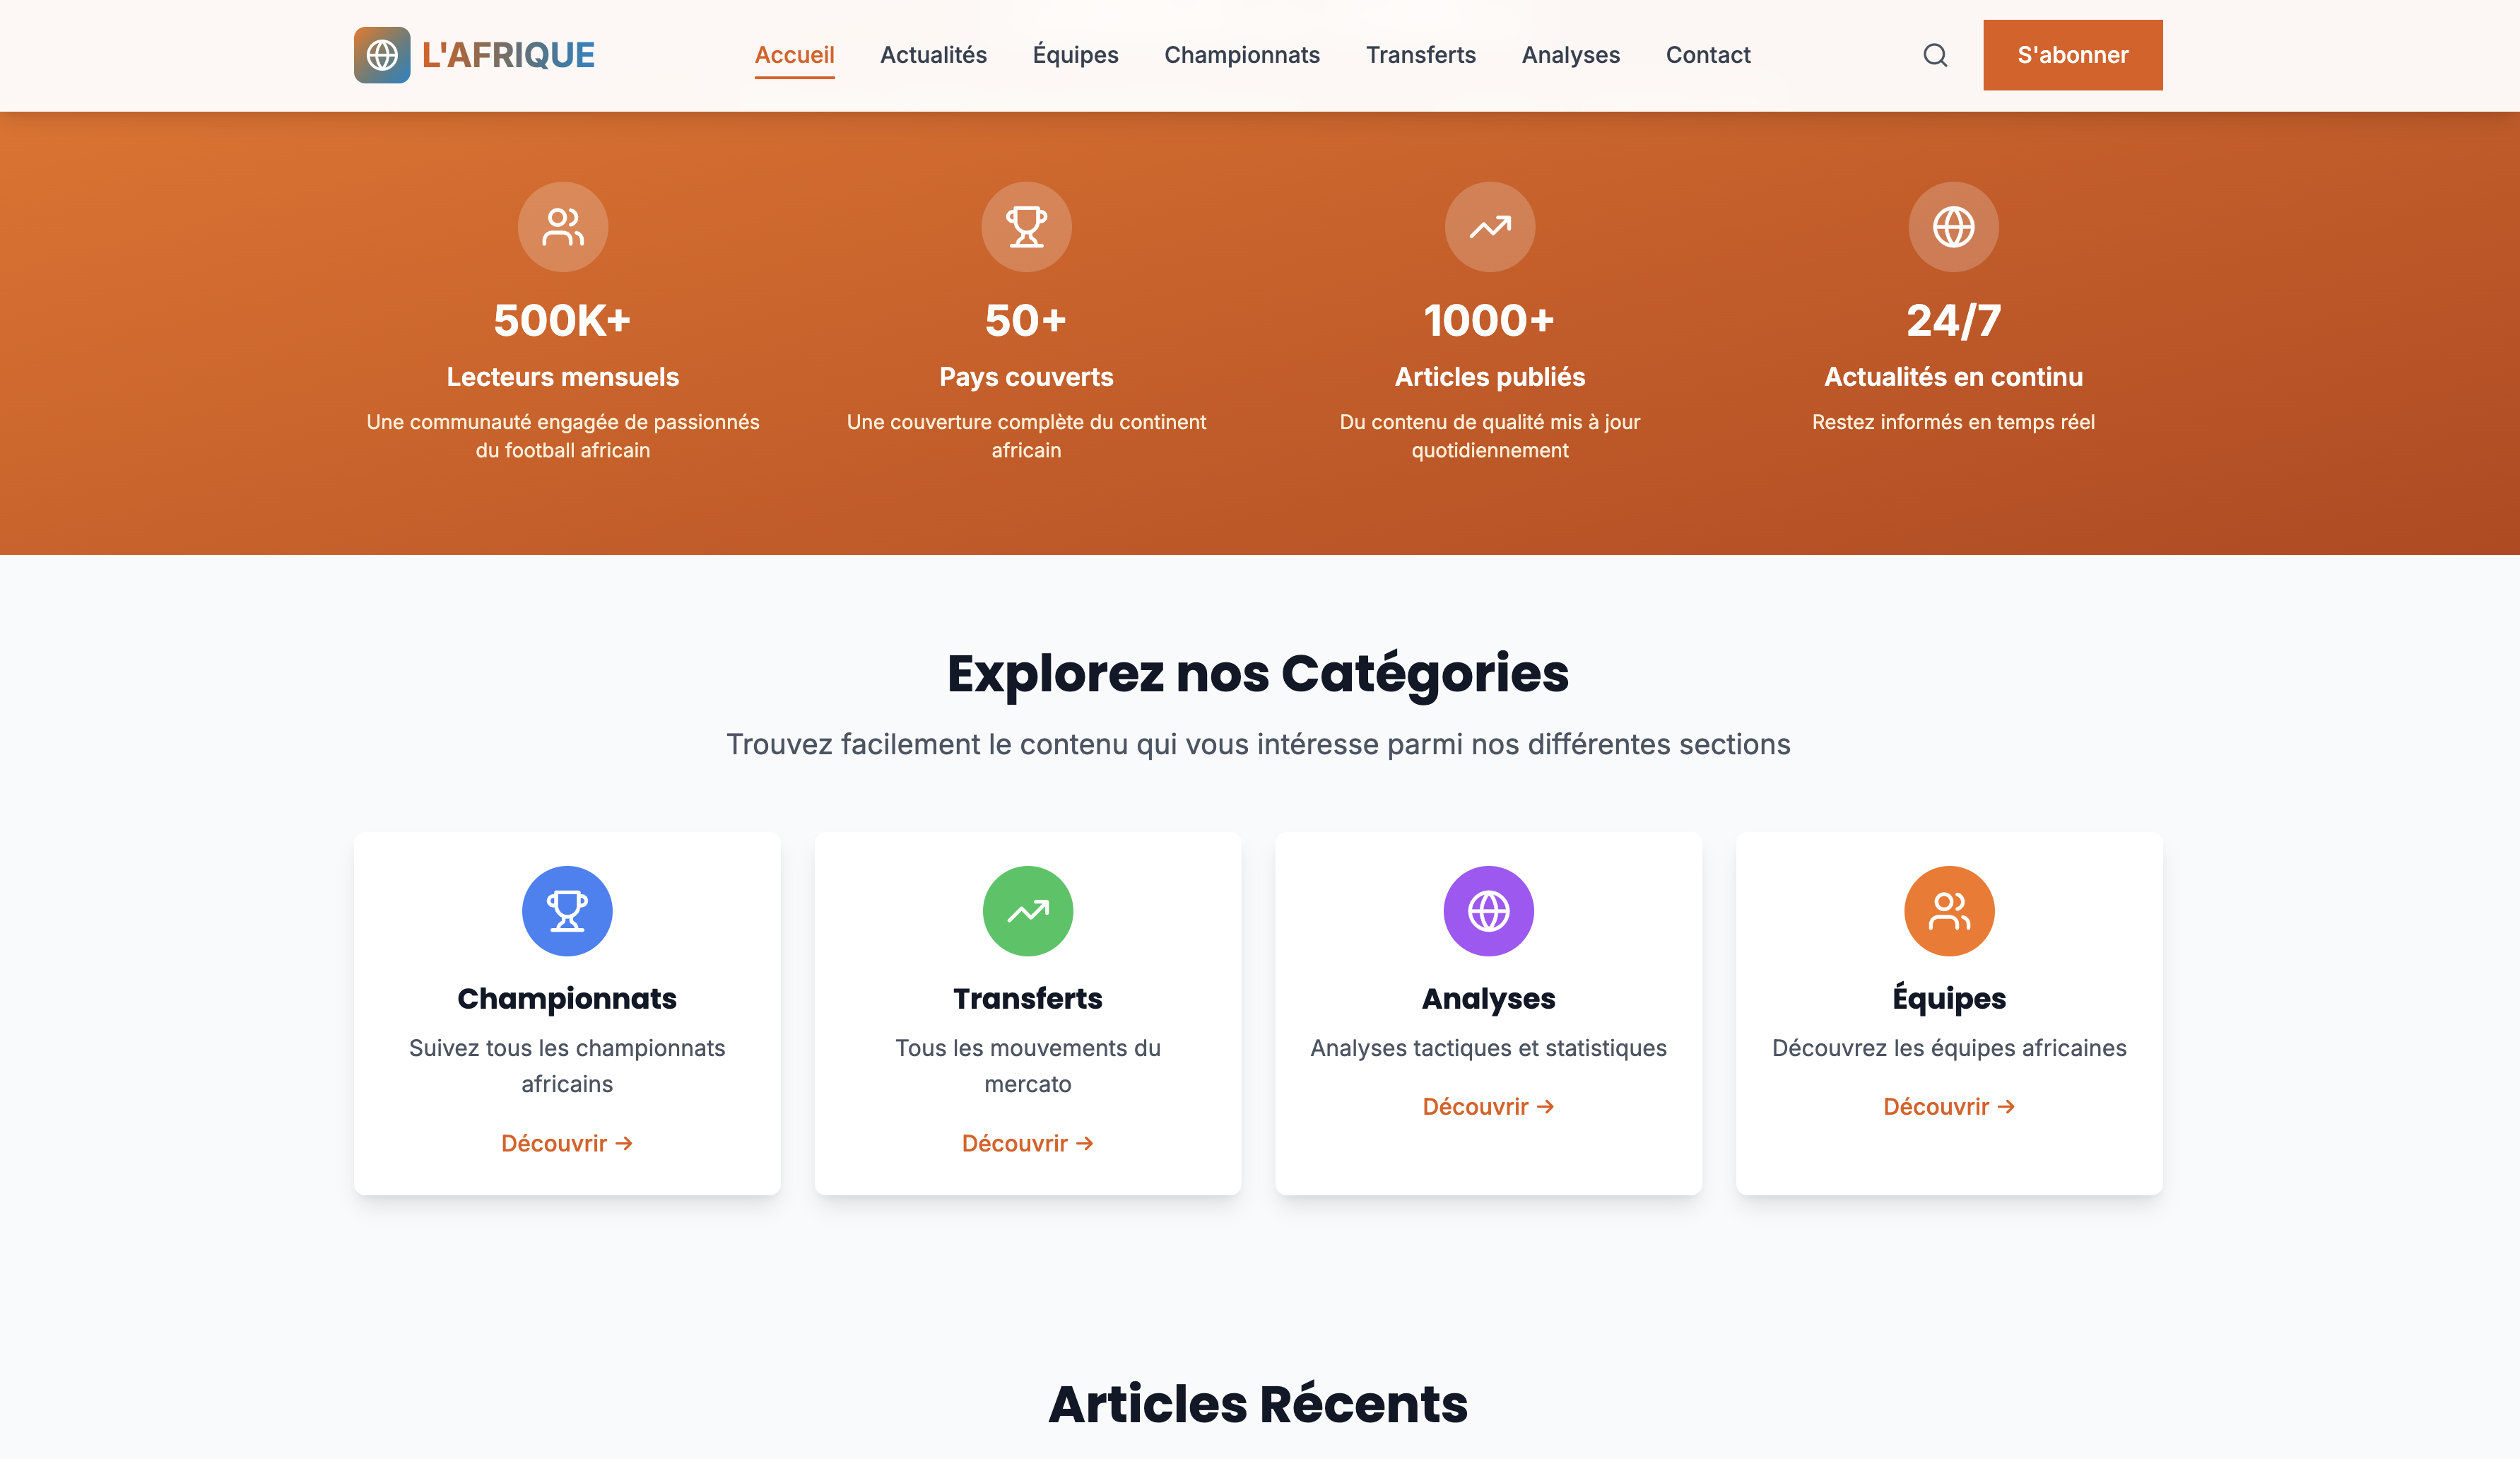 L'AFRIQUE
Accueil
Actualités
Équipes
Championnats
Transferts
Analyses
Contact
S'abonner
500K+
Lecteurs mensuels
Une communauté engagée de passionnés
du football africain
50+
Pays couverts
Une couverture complète du continent
africain
1000+
Articles publiés
Du contenu de qualité mis à jour
quotidiennement
24/7
Actualités en continu
Restez informés en temps réel
Explorez nos Catégories
Trouvez facilement le contenu qui vous intéresse parmi nos différentes sections
Championnats
Suivez tous les championnats
africains
Découvrir →
Transferts
Tous les mouvements du
mercato
Découvrir →
Analyses
Analyses tactiques et statistiques
Découvrir →
Équipes
Découvrez les équipes africaines
Découvrir →
Articles Récents